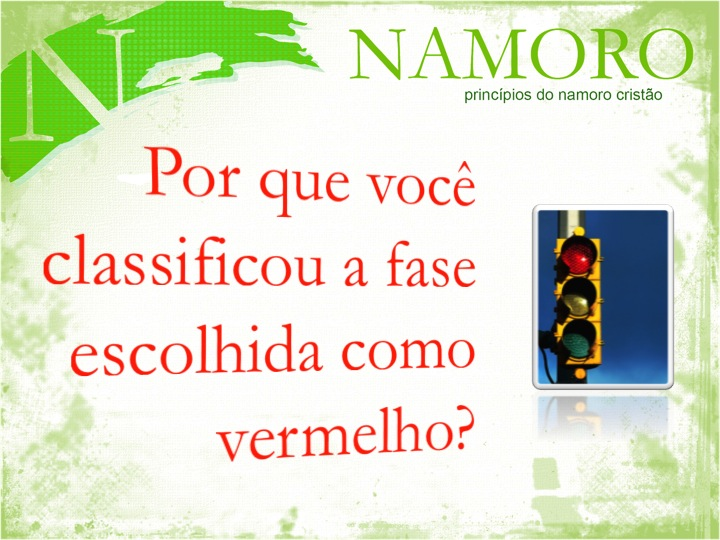 N
NAMORO
princípios do namoro cristão
Por que você
classificou a fase
escolhida como
vermelho?